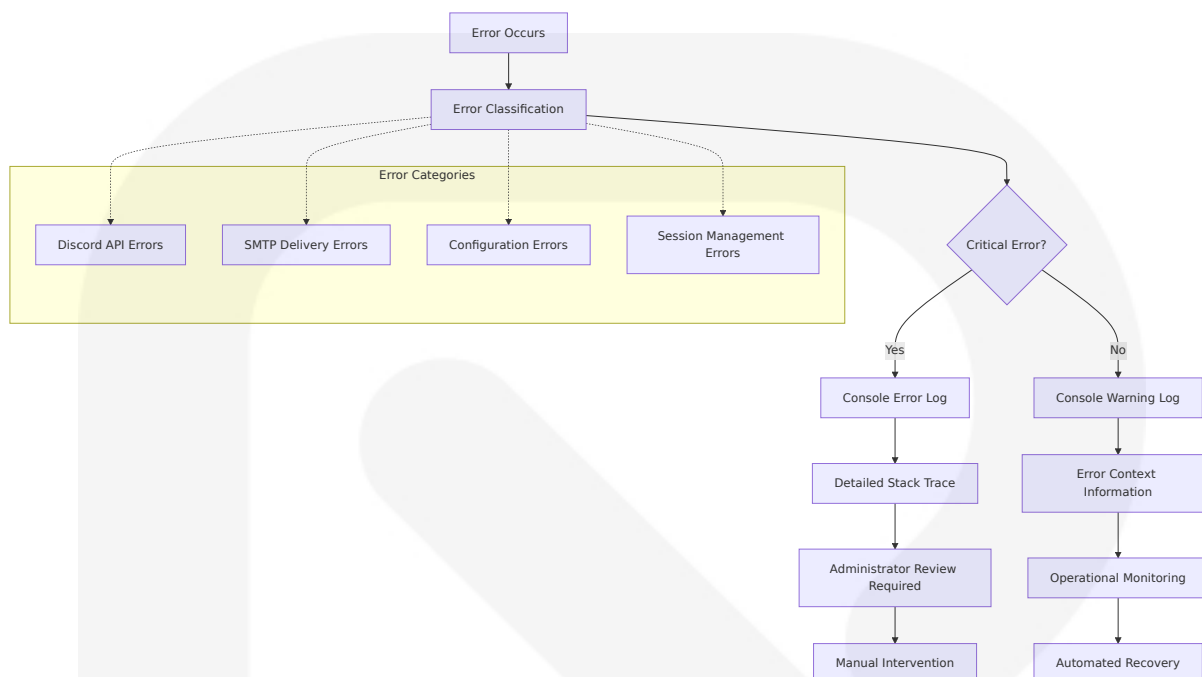 Error Occurs
Error Classification
Error Categories
Discord API Errors
SMTP Delivery Errors
Configuration Errors
Session Management
Errors
Critical Error?
Yes
No
Console Error Log
Console Warning Log
Detailed Stack Trace
Error Context
Information
Administrator Review
Required
Operational Monitoring
Manual Intervention
Automated Recovery